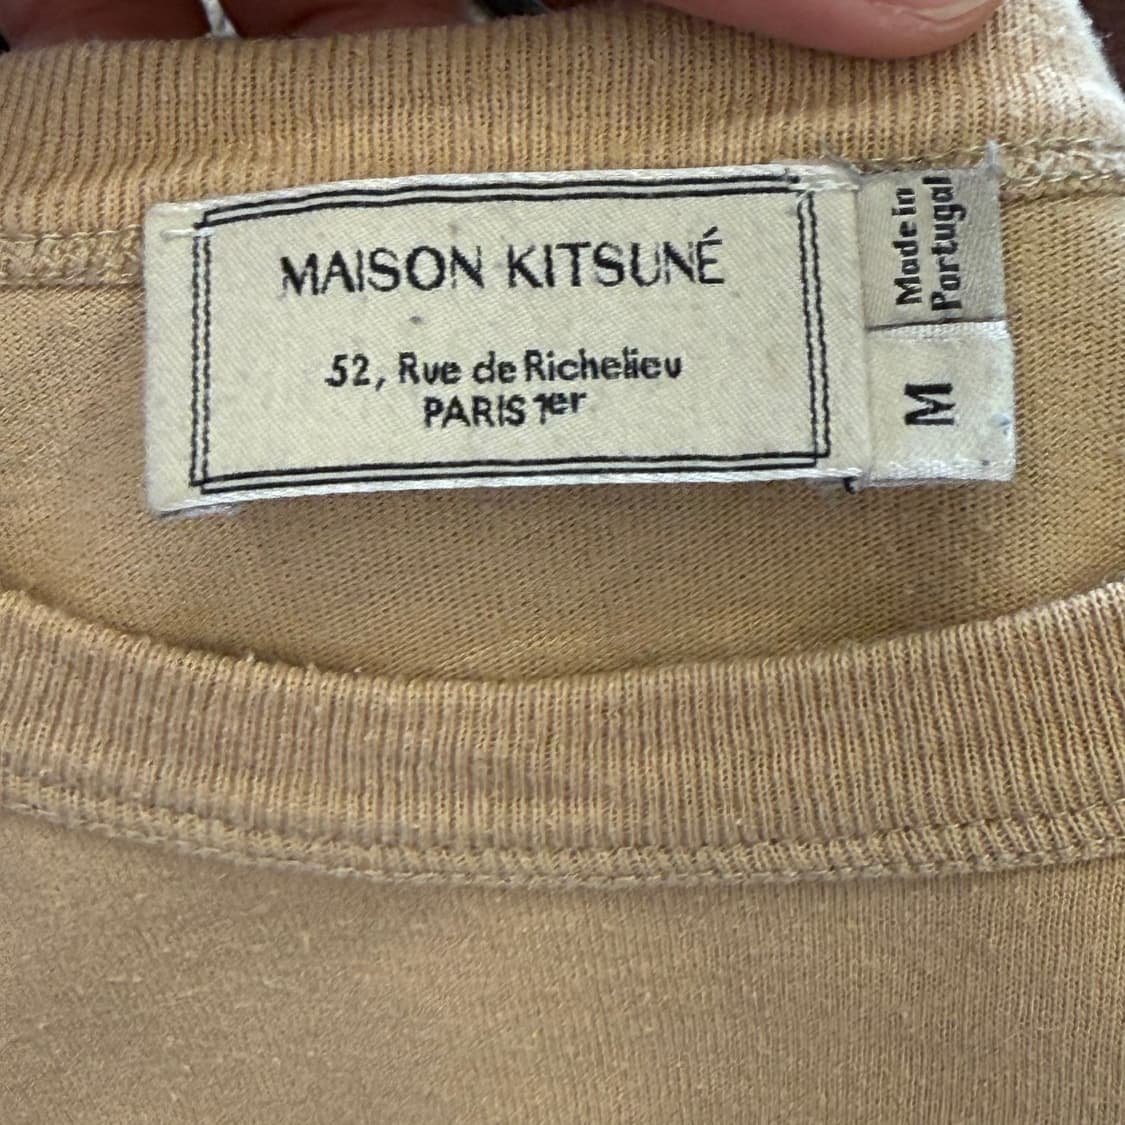 MAISON KITSUNÉ
52, Rue de Richelieu
PARIS 1er
Made in
Portugal
M